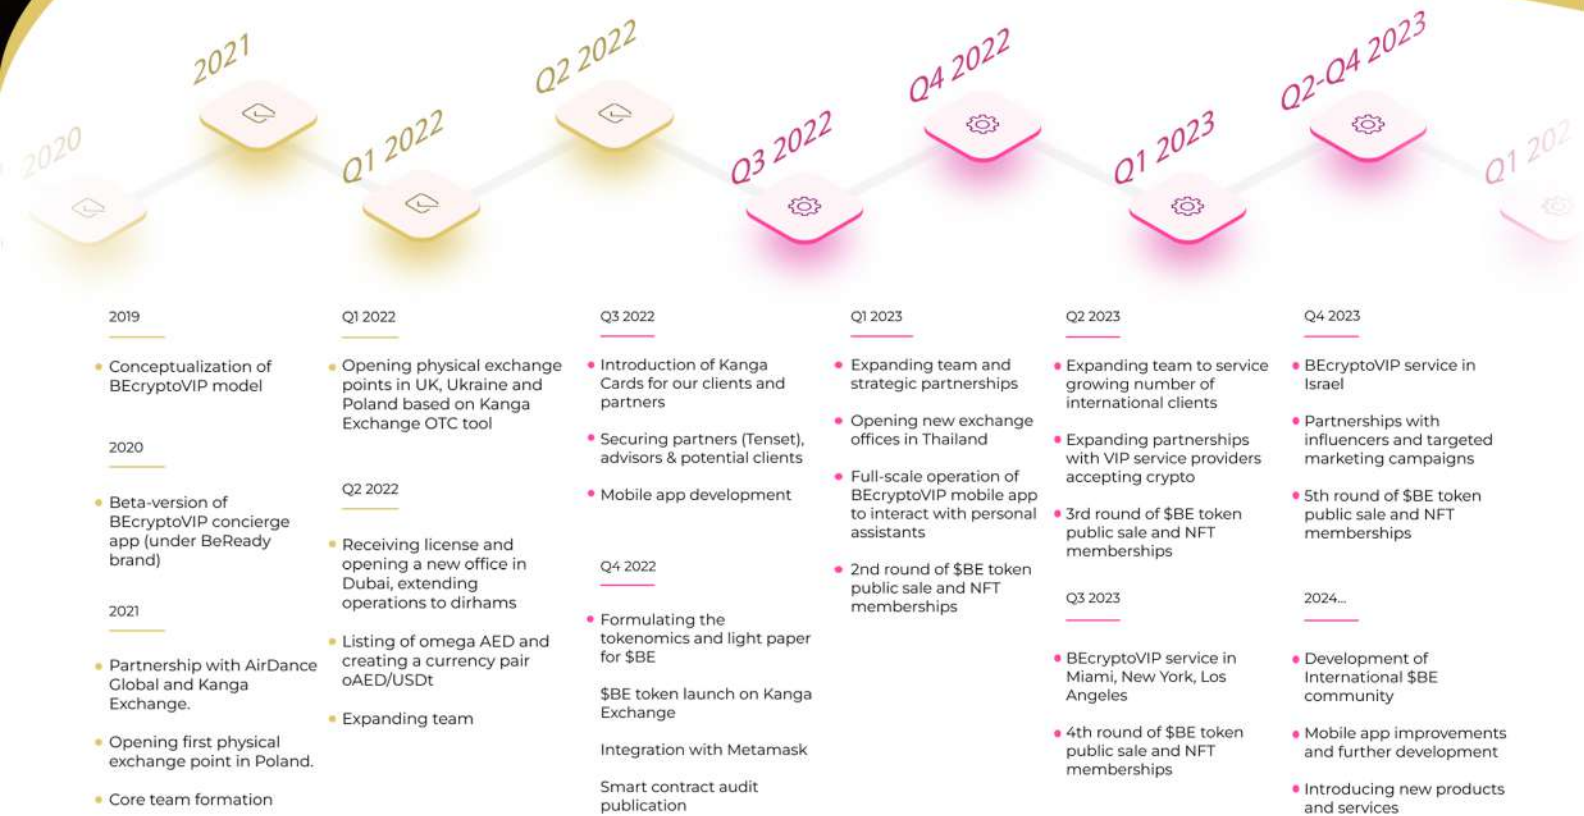 2020
2021
Q1 2022
Q2 2022
Q3 2022
Q4 2022
Q1 2023
Q2-Q4 2023
Q1 202
2019
Conceptualization of
BEcryptoVIP model
2020
Beta-version of
BEcryptoVIP concierge
app (under BeReady
brand)
2021
Partnership with AirDance
Global and Kanga
Exchange.
Opening first physical
exchange point in Poland.
Core team formation
Q1 2022
Opening physical exchange
points in UK, Ukraine and
Poland based on Kanga
Exchange OTC tool
Q2 2022
Receiving license and
opening a new office in
Dubai, extending
operations to dirhams
Listing of omega AED and
creating a currency pair
oAED/USDt
Expanding team
Q3 2022
Introduction of Kanga
Cards for our clients and
partners
Securing partners (Tenset),
advisors & potential clients
Mobile app development
Q4 2022
Formulating the
tokenomics and light paper
for $BE
$BE token launch on Kanga
Exchange
Integration with Metamask
Smart contract audit
publication
Q1 2023
Expanding team and
strategic partnerships
Opening new exchange
offices in Thailand
Full-scale operation of
BEcryptoVIP mobile app
to interact with personal
assistants
2nd round of $BE token
public sale and NFT
memberships
Q2 2023
Expanding team to service
growing number of
international clients
Expanding partnerships
with VIP service providers
accepting crypto
3rd round of $BE token
public sale and NFT
memberships
Q3 2023
BEcryptoVIP service in
Miami, New York, Los
Angeles
4th round of $BE token
public sale and NFT
memberships
Q4 2023
BEcryptoVIP service in
Israel
Partnerships with
influencers and targeted
marketing campaigns
5th round of $BE token
public sale and NFT
memberships
2024...
Development of
International $BE
community
Mobile app improvements
and further development
Introducing new products
and services